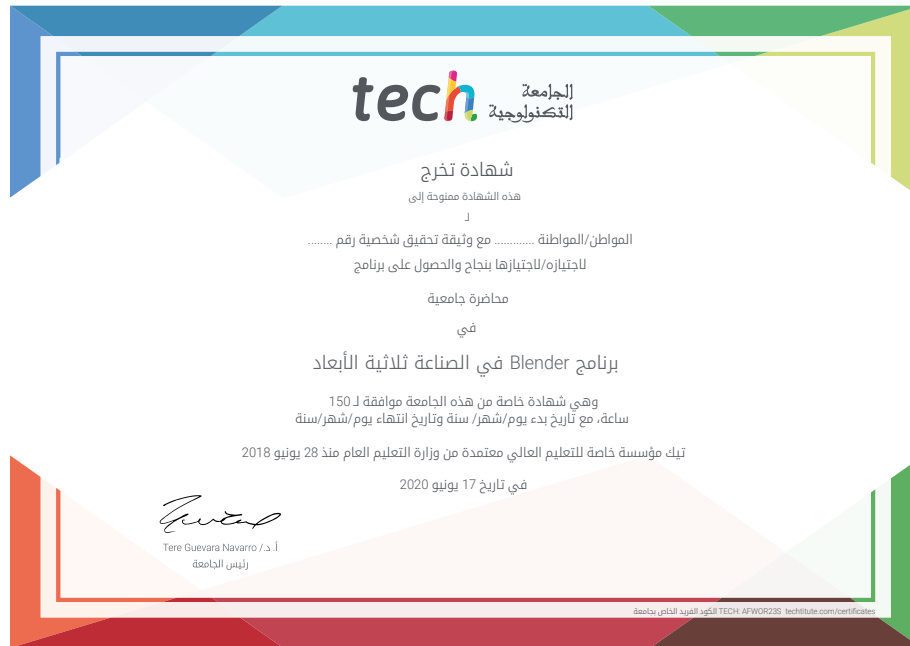 tech الجامعة
التكنولوجية
شهادة تخرج
هذه الشهادة ممنوحة إلى
لـ
المواطن/المواطنة ............ مع وثيقة تحقيق شخصية رقم ........
لاجتيازه/لاجتيازها بنجاح والحصول على برنامج
محاضرة جامعية
في
برنامج Blender في الصناعة ثلاثية الأبعاد
وهي شهادة خاصة من هذه الجامعة موافقة لـ 150
ساعة، مع تاريخ بدء يوم/شهر/ سنة وتاريخ انتهاء يوم/شهر/سنة
تيك مؤسسة خاصة للتعليم العالي معتمدة من وزارة التعليم العام منذ 28 يونيو 2018
في تاريخ 17 يونيو 2020
أ. د./ Tere Guevara Navarro
رئيس الجامعة
الكود الفريد الخاص بجامعة TECH: AFWOR23S techtitute.com/certificates